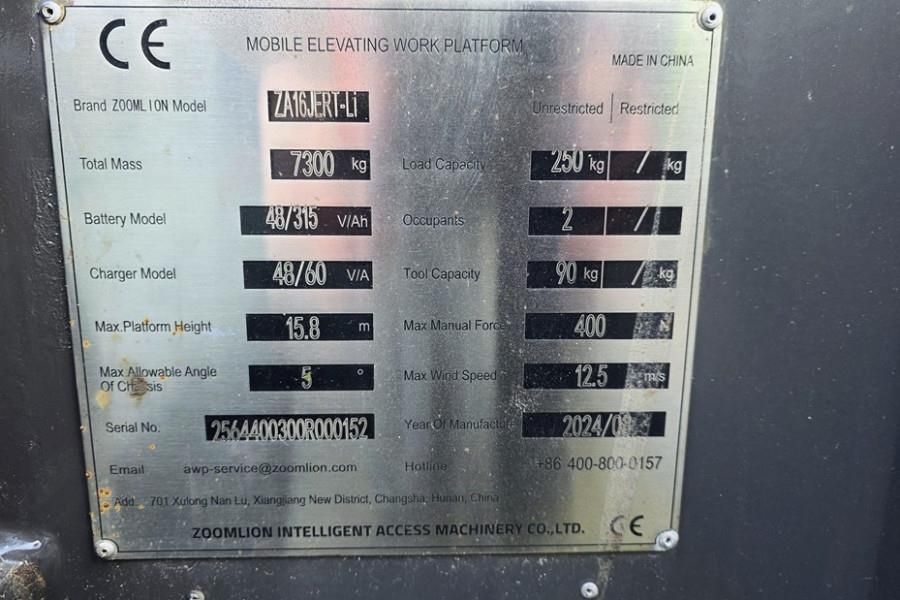 CE MOBILE ELEVATING WORK PLATFORM
MADE IN CHINA
Brand ZOOMLION Model ZA16JERT-Li Unrestricted | Restricted
Total Mass 7300 kg Load Capacity 250 kg / kg
Battery Model 48/315 V/Ah Occupants 2 /
Charger Model 48/60 V/A Tool Capacity 90 kg / kg
Max.Platform Height 15.8 m Max Manual Force 400 N
Max Allowable Angle Of Chassis 5 ° Max Wind Speed 12.5 m/s
Serial No. 2564400300R000152 Year Of Manufacture
Email awp-service@zoomlion.com Hotline +86 400-800-0157
Add. 701 Xulong Nan Lu, Xiangjiang New District, Changsha, Hunan, China
ZOOMLION INTELLIGENT ACCESS MACHINERY CO.,LTD. CE